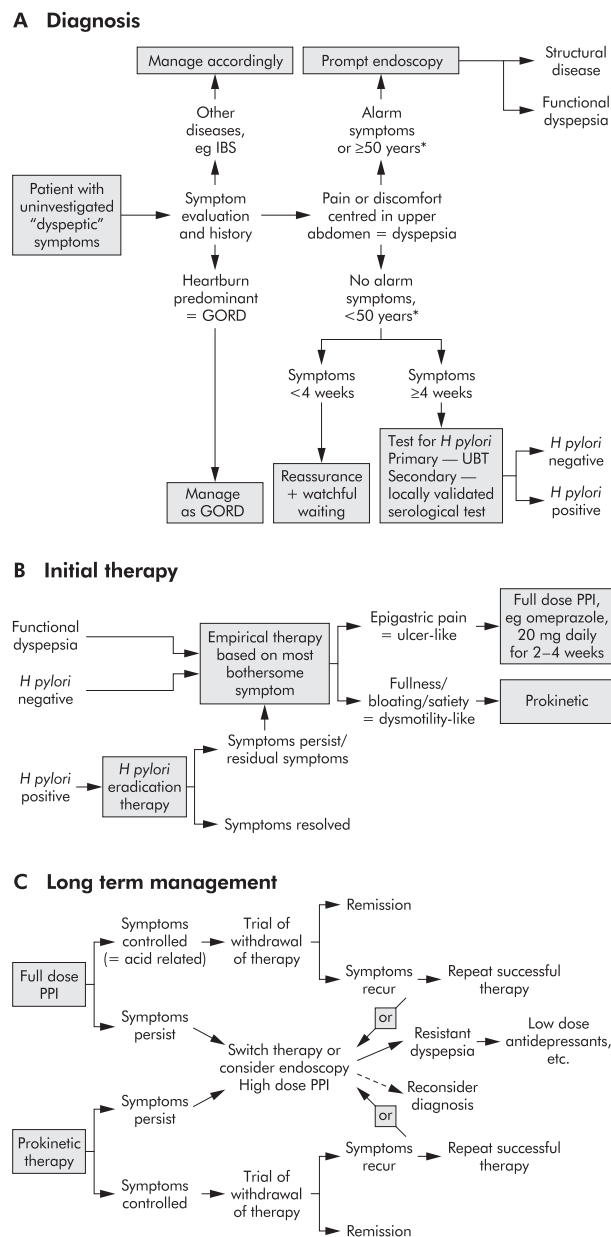 A Diagnosis
Manage accordingly
Prompt endoscopy
Structural
disease
Functional
dyspepsia
Other
diseases,
eg IBS
Alarm
symptoms
or ≥50 years*
Patient with
uninvestigated
“dyspeptic”
symptoms
Symptom
evaluation
and history
Pain or discomfort
centred in upper
abdomen = dyspepsia
Heartburn
predominant
= GORD
No alarm
symptoms,
<50 years*
Symptoms
<4 weeks
Symptoms
≥4 weeks
Manage
as GORD
Reassurance
+ watchful
waiting
Test for H pylori
Primary — UBT
Secondary —
locally validated
serological test
H pylori
negative
H pylori
positive
B Initial therapy
Functional
dyspepsia
H pylori
negative
Empirical therapy
based on most
bothersome
symptom
Epigastric pain
= ulcer-like
Full dose PPI,
eg omeprazole,
20 mg daily
for 2–4 weeks
Fullness/
bloating/satiety
= dysmotility-like
Prokinetic
H pylori
positive
H pylori
eradication
therapy
Symptoms persist/
residual symptoms
Symptoms resolved
C Long term management
Full dose
PPI
Symptoms
controlled
(= acid related)
Trial of
withdrawal
of therapy
Remission
Symptoms
recur
Repeat successful
therapy
Symptoms
persist
or
Switch therapy or
consider endoscopy
High dose PPI
Resistant
dyspepsia
Low dose
antidepressants,
etc.
Reconsider
diagnosis
or
Prokinetic
therapy
Symptoms
persist
Symptoms
controlled
Trial of
withdrawal
of therapy
Symptoms
recur
Repeat successful
therapy
Remission